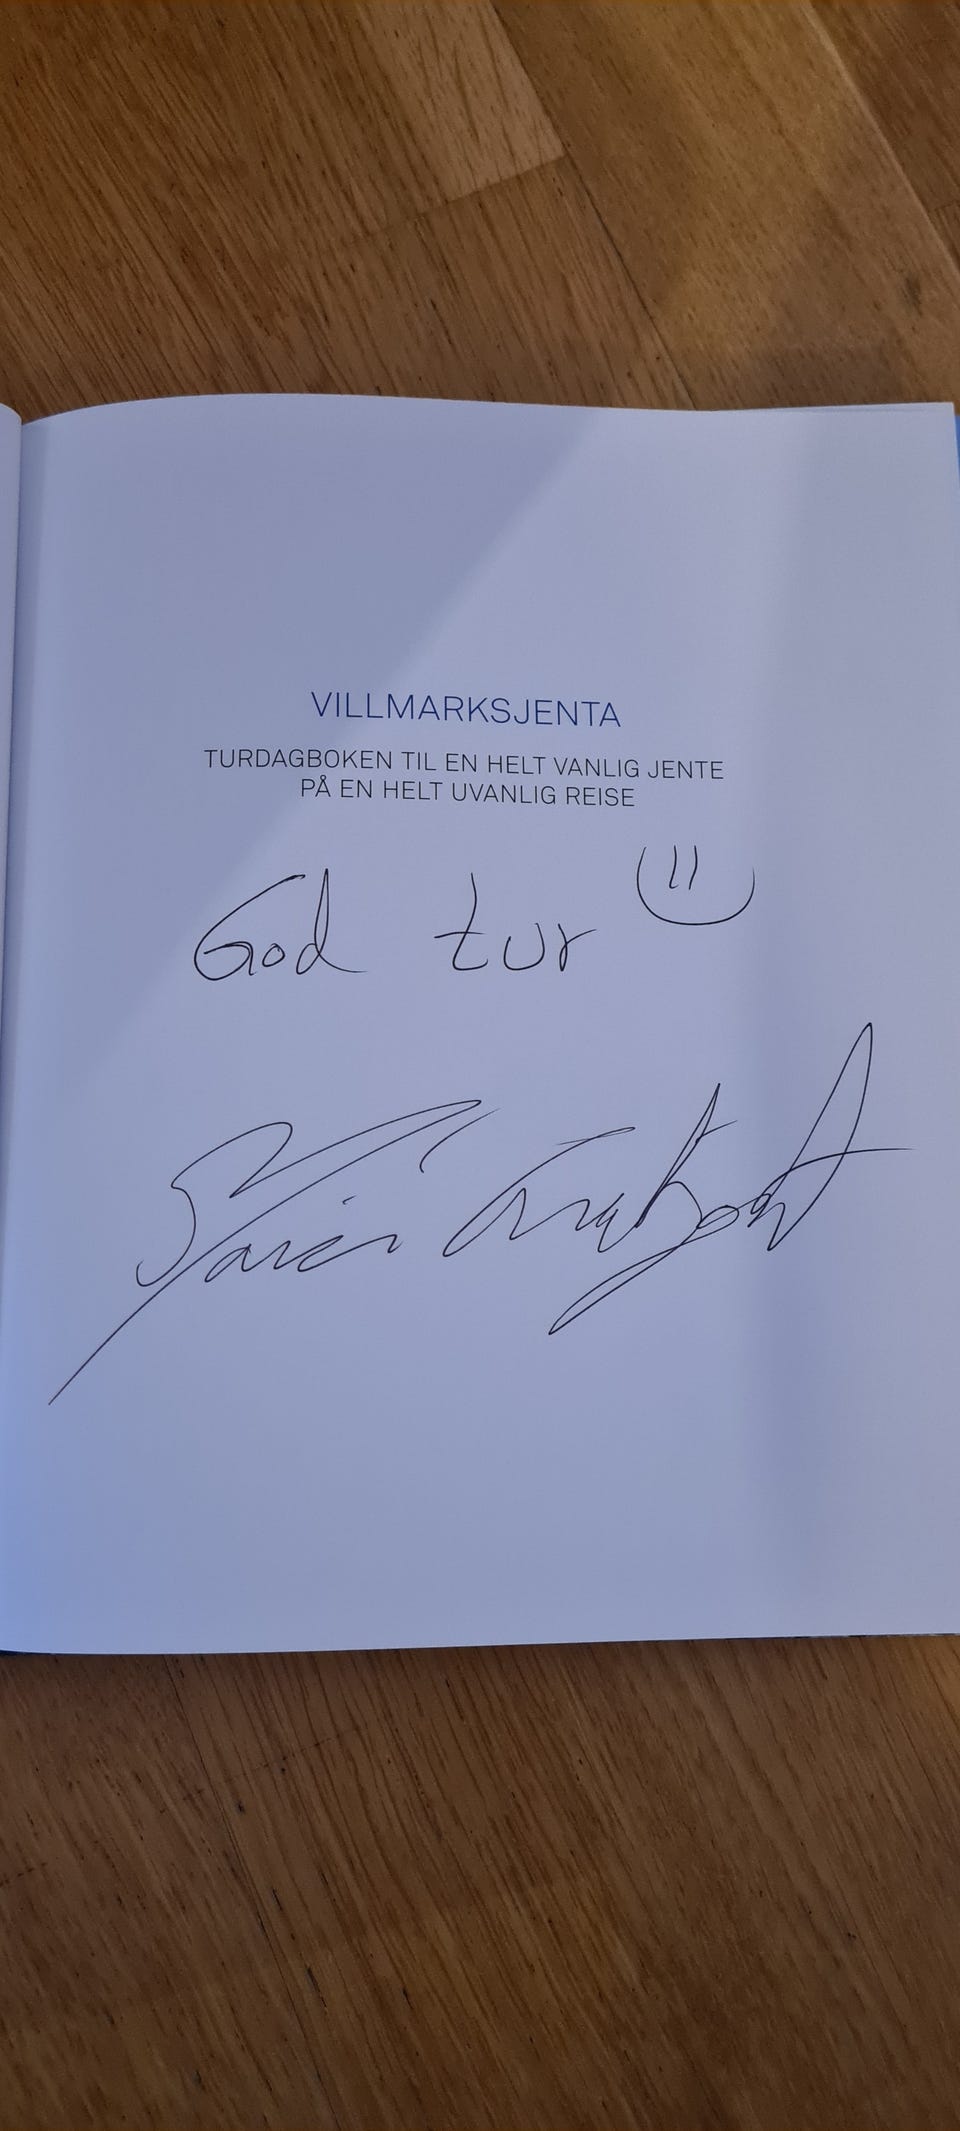 VILLMARKSJENTA
TURDAGBOKEN TIL EN HELT VANLIG JENTE
PÅ EN HELT UVANLIG REISE
God tur